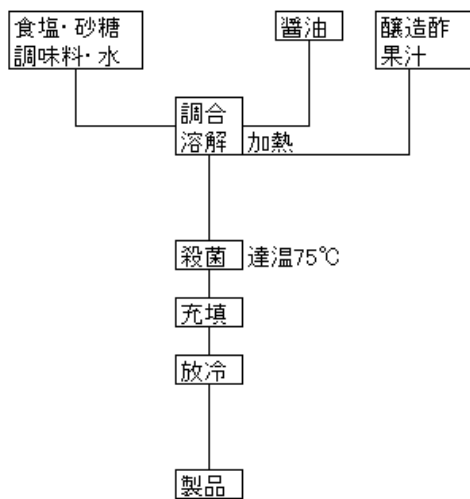 食塩・砂糖
調味料・水
醤油
醸造酢
果汁
調合
溶解
加熱
殺菌
達温75℃
充填
放冷
製品